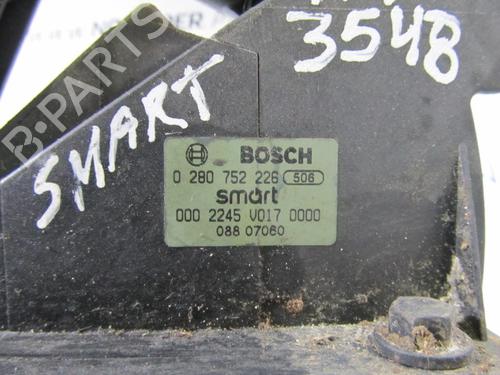 3548
SMART
BOSCH
0 280 752 226 506
smart
000 2245 V017 0000
088 07060
B-PARTS